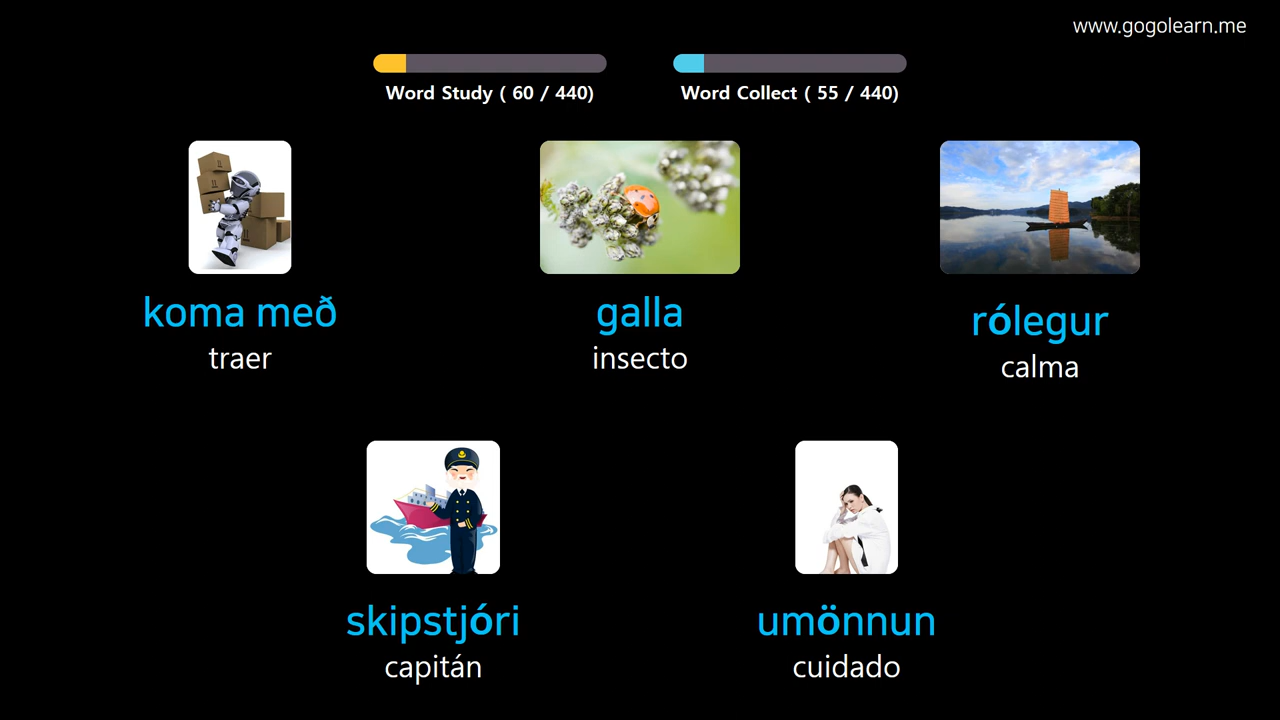 www.gogolearn.me
Word Study ( 60 / 440)
Word Collect ( 55 / 440)
koma með
traer
galla
insecto
rólegur
calma
skipstjóri
capitán
umönnun
cuidado